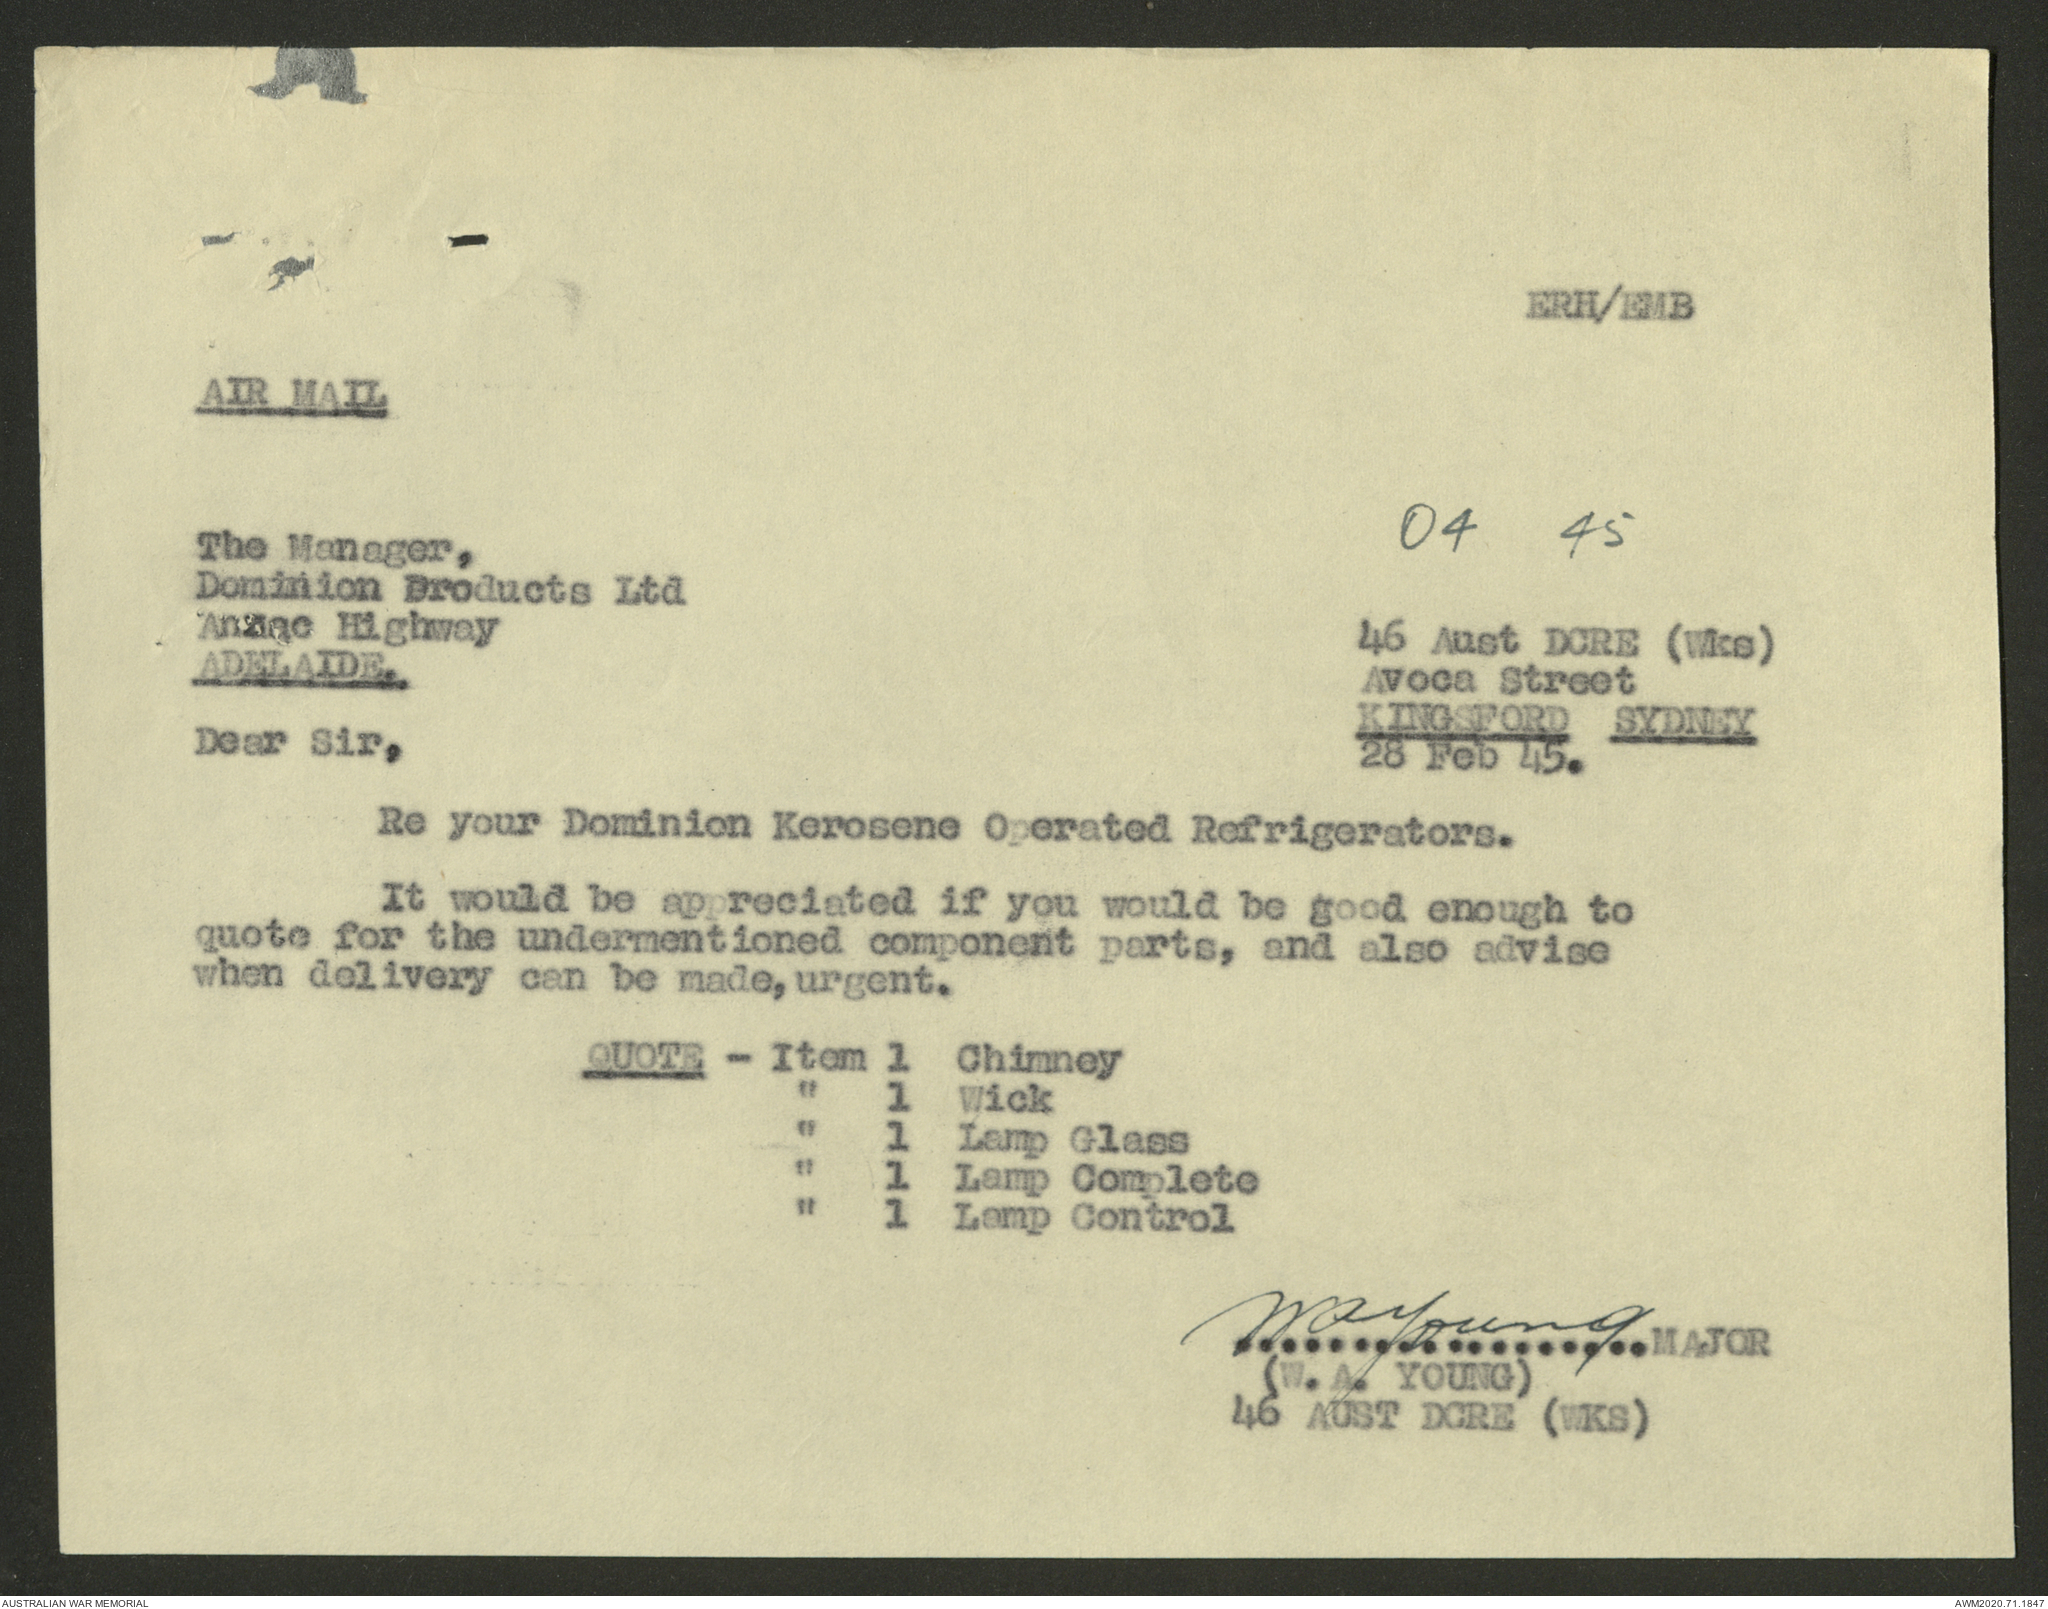 ERH/EMB
AIR MAIL
04 45
The Manager,
Dominion Products Ltd
Anzac Highway
ADELAIDE.
46 Aust DCRE (Wks)
Avoca Street
KINGSFORD SYDNEY
28 Feb 45.
Dear Sir,
Re your Dominion Kerosene Operated Refrigerators.
It would be appreciated if you would be good enough to
quote for the undermentioned component parts, and also advise
when delivery can be made, urgent.
QUOTE - Item 1 Chimney
" 1 Wick
" 1 Lamp Glass
" 1 Lamp Complete
" 1 Lamp Control
WAYoung
..................MAJOR
(W. A. YOUNG)
46 AUST DCRE (WKS)
AUSTRALIAN WAR MEMORIAL
AWM2020.71.1847